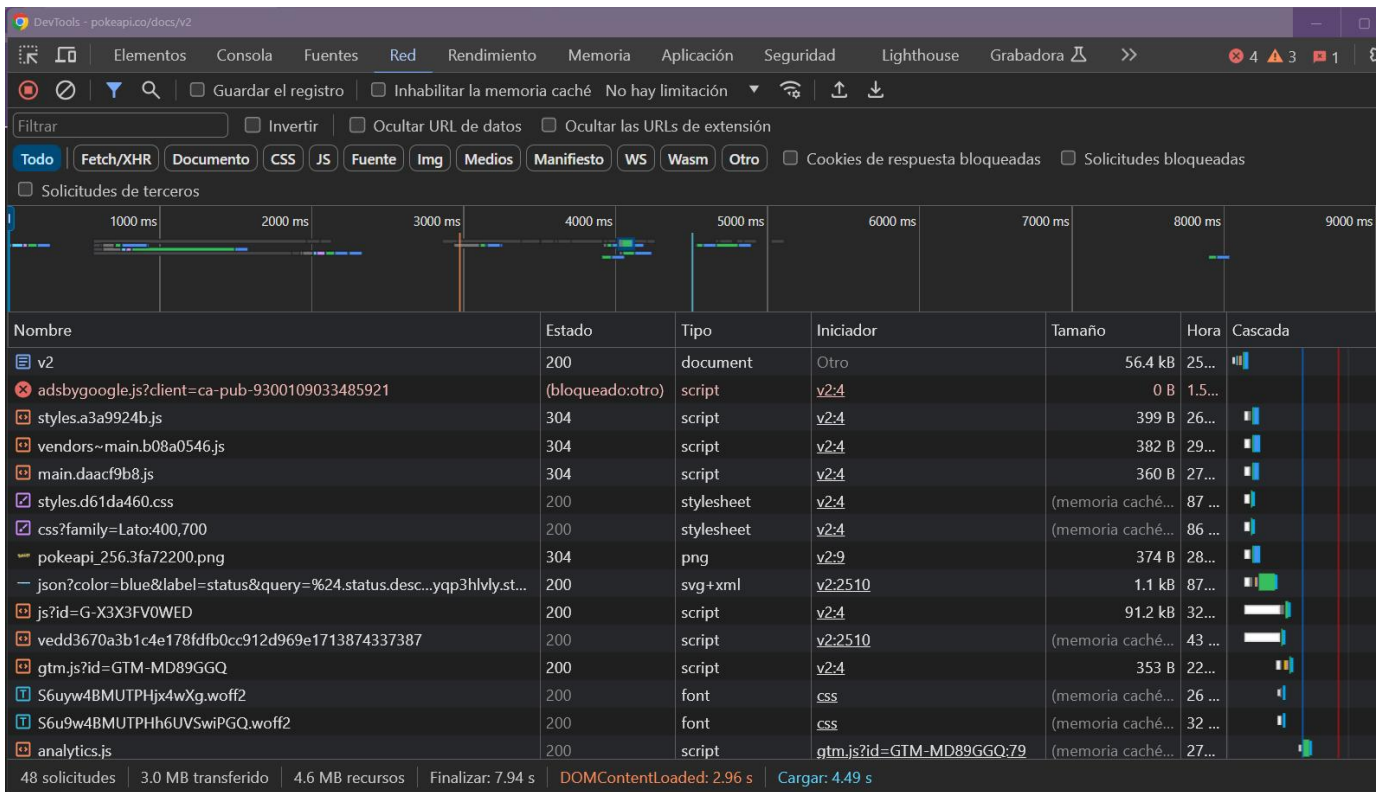 DevTools - pokeapi.co/docs/v2
Elementos Consola Fuentes Red Rendimiento Memoria Aplicación Seguridad Lighthouse Grabadora >> 4 3 1
Guardar el registro Inhabilitar la memoria caché No hay limitación
Filtrar Invertir Ocultar URL de datos Ocultar las URLs de extensión
Todo Fetch/XHR Documento CSS JS Fuente Img Medios Manifiesto WS Wasm Otro Cookies de respuesta bloqueadas Solicitudes bloqueadas
Solicitudes de terceros
1000 ms 2000 ms 3000 ms 4000 ms 5000 ms 6000 ms 7000 ms 8000 ms 9000 ms
Nombre Estado Tipo Iniciador Tamaño Hora Cascada
v2 200 document Otro 56.4 kB 25...
adsbygoogle.js?client=ca-pub-9300109033485921 (bloqueado:otro) script v2:4 0 B 1.5...
styles.a3a9924b.js 304 script v2:4 399 B 26...
vendors~main.b08a0546.js 304 script v2:4 382 B 29...
main.daacf9b8.js 304 script v2:4 360 B 27...
styles.d61da460.css 200 stylesheet v2:4 (memoria caché... 87 ...
css?family=Lato:400,700 200 stylesheet v2:4 (memoria caché... 86 ...
pokeapi_256.3fa72200.png 304 png v2:9 374 B 28...
json?color=blue&label=status&query=%24.status.desc...yqp3hlvly.st... 200 svg+xml v2:2510 1.1 kB 87...
js?id=G-X3X3FV0WED 200 script v2:4 91.2 kB 32...
vedd3670a3b1c4e178fdfb0cc912d969e1713874337387 200 script v2:2510 (memoria caché... 43 ...
gtm.js?id=GTM-MD89GGQ 200 script v2:4 353 B 22...
S6uyw4BMUTPHjx4wXg.woff2 200 font css (memoria caché... 26 ...
S6u9w4BMUTPHh6UVSwiPGQ.woff2 200 font css (memoria caché... 32 ...
analytics.js 200 script gtm.js?id=GTM-MD89GGQ:79 (memoria caché... 27...
48 solicitudes 3.0 MB transferido 4.6 MB recursos Finalizar: 7.94 s DOMContentLoaded: 2.96 s Cargar: 4.49 s